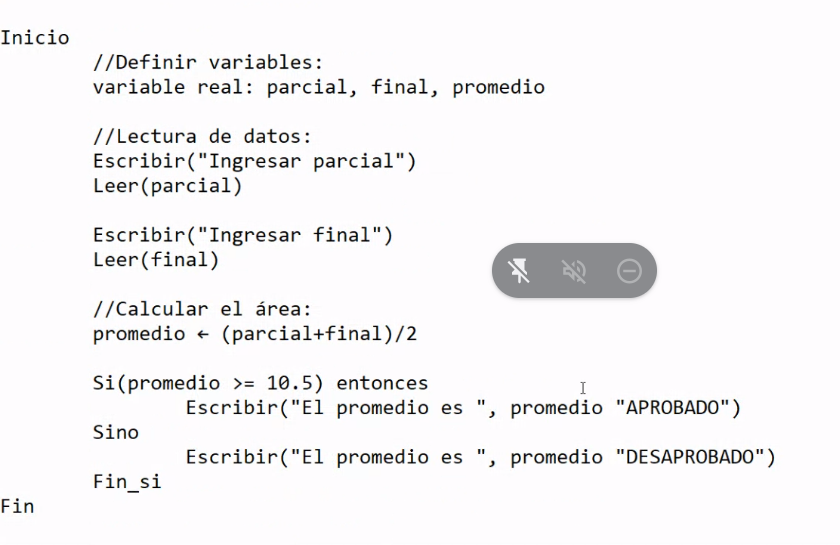 Inicio
//Definir variables:
variable real: parcial, final, promedio
//Lectura de datos:
Escribir("Ingresar parcial")
Leer(parcial)
Escribir("Ingresar final")
Leer(final)
//Calcular el área:
promedio ← (parcial+final)/2
Si(promedio >= 10.5) entonces
Escribir("El promedio es ", promedio "APROBADO")
Sino
Escribir("El promedio es ", promedio "DESAPROBADO")
Fin_si
Fin